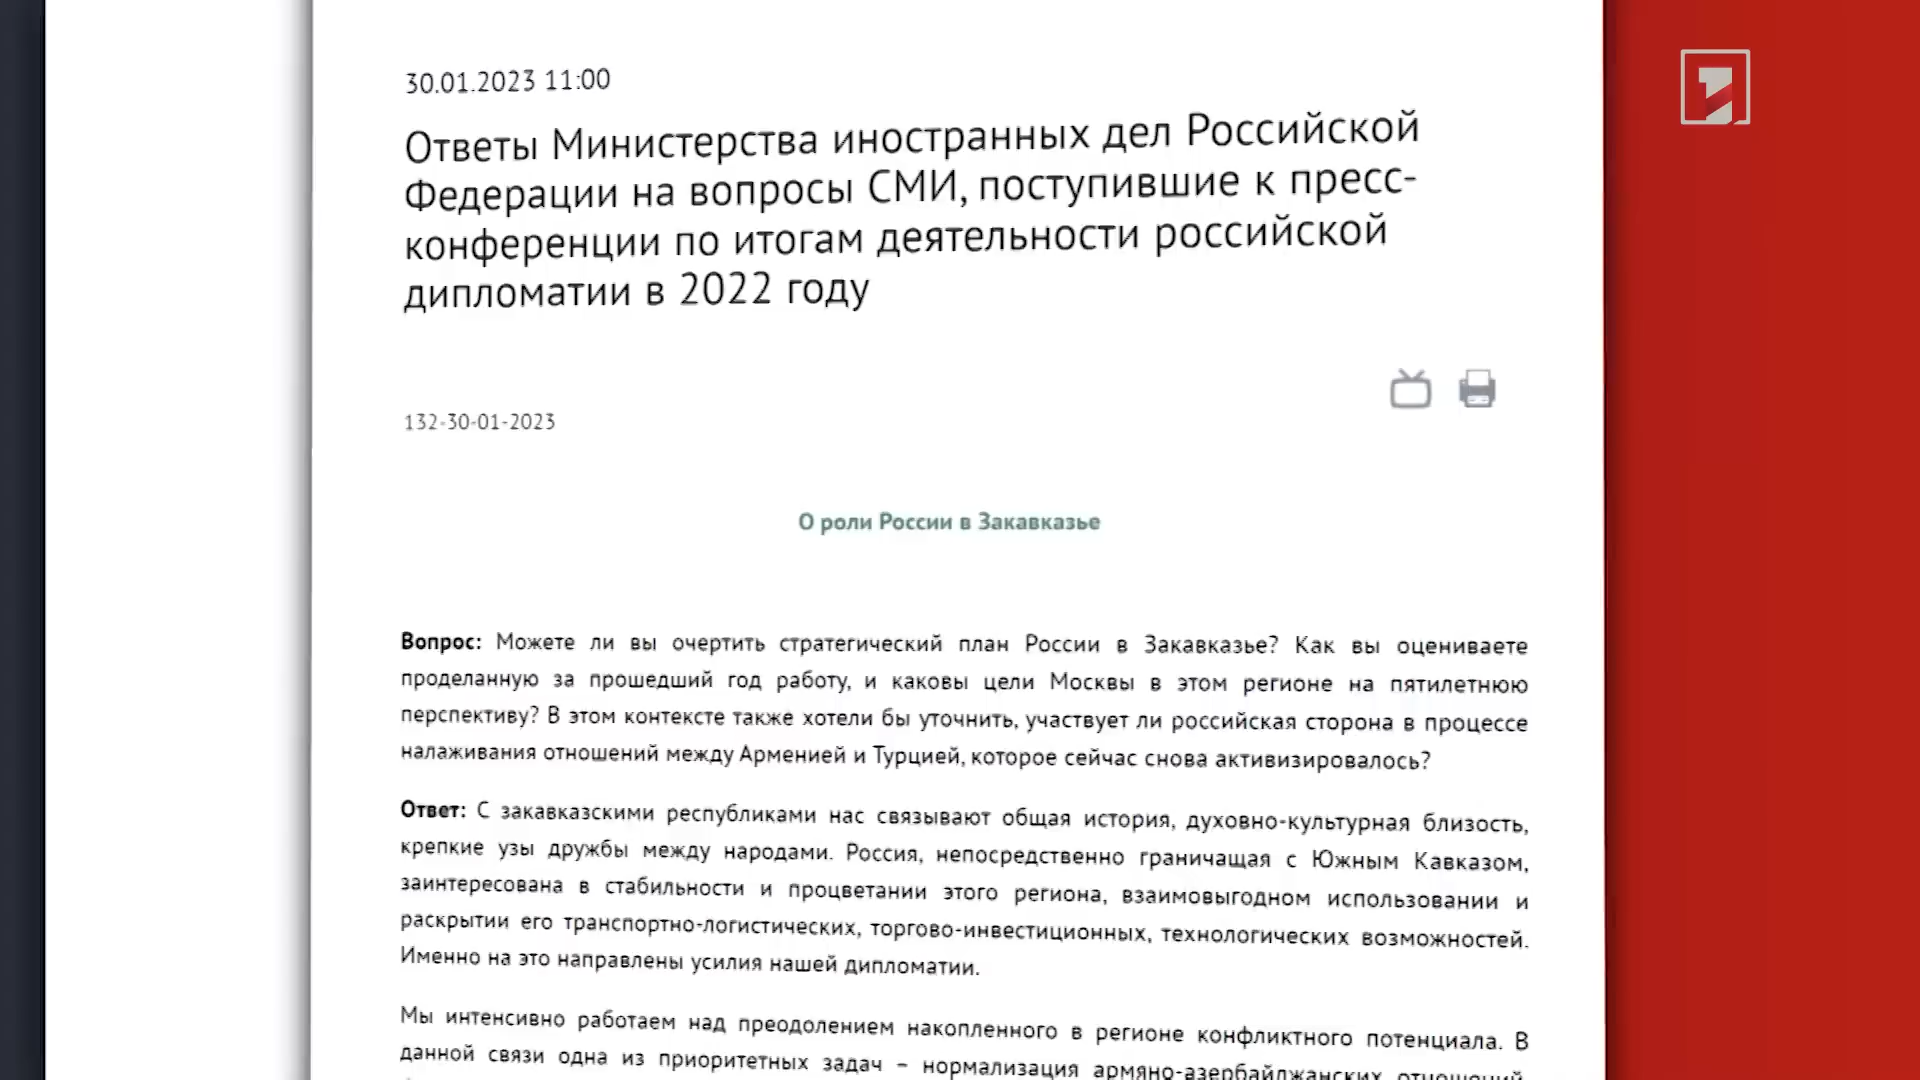 30.01.2023 11:00
Ответы Министерства иностранных дел Российской
Федерации на вопросы СМИ, поступившие к пресс-
конференции по итогам деятельности российской
дипломатии в 2022 году
132-30-01-2023
О роли России в Закавказье
Вопрос: Можете ли вы очертить стратегический план России в Закавказье? Как вы оцениваете
проделанную за прошедший год работу, и каковы цели Москвы в этом регионе на пятилетнюю
перспективу? В этом контексте также хотели бы уточнить, участвует ли российская сторона в процессе
налаживания отношений между Арменией и Турцией, которое сейчас снова активизировалось?
Ответ: С закавказскими республиками нас связывают общая история, духовно-культурная близость,
крепкие узы дружбы между народами. Россия, непосредственно граничащая с Южным Кавказом,
заинтересована в стабильности и процветании этого региона, взаимовыгодном использовании и
раскрытии его транспортно-логистических, торгово-инвестиционных, технологических возможностей.
Именно на это направлены усилия нашей дипломатии.
Мы интенсивно работаем над преодолением накопленного в регионе конфликтного потенциала. В
данной связи одна из приоритетных задач – нормализация армяно-азербайджанских отношений.